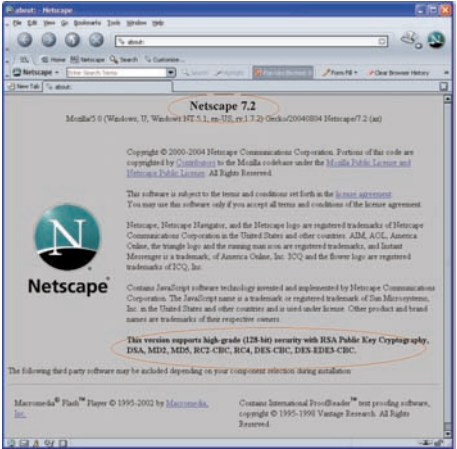 about: - Netscape
File Edit View Go Bookmarks Tools Window Help
about:
Home Netscape Search Customize...
Netscape Enter Search Terms Search Highlight Form Fill Clear Browser History
New Tab about:
Netscape 7.2
Mozilla/5.0 (Windows; U; Windows NT 5.1; en-US; rv:1.7.2) Gecko/20040804 Netscape/7.2 (ax)
Copyright © 2000-2004 Netscape Communications Corporation. Portions of this code are
copyrighted by Contributors to the Mozilla codebase under the Mozilla Public License and
Netscape Public License. All Rights Reserved.
This software is subject to the terms and conditions set forth in the license agreement.
You may use this software only if you accept all terms and conditions of the license agreement.
Netscape, Netscape Navigator, and the Netscape logo are registered trademarks of Netscape
Communications Corporation in the United States and other countries. AIM, AOL, America
Online, the triangle logo and the running man icon are registered trademarks, and Instant
Messenger is a trademark, of America Online, Inc. ICQ and the flower logo are registered
trademarks of ICQ, Inc.
N
Netscape®
Contains JavaScript software technology invented and implemented by Netscape Communications
Corporation. The JavaScript name is a trademark or registered trademark of Sun Microsystems,
Inc. in the United States and other countries and is used under license. Other product and brand
names are trademarks of their respective owners.
This version supports high-grade (128-bit) security with RSA Public Key Cryptography,
DSA, MD2, MD5, RC2-CBC, RC4, DES-CBC, DES-EDE3-CBC.
The following third party software may be included depending on your component selection during installation:
Macromedia® Flash™ Player © 1995-2002 by Macromedia,
Inc.
Contains International ProofReader™ text proofing software,
copyright © 1995-1998 Vantage Research. All Rights
Reserved.